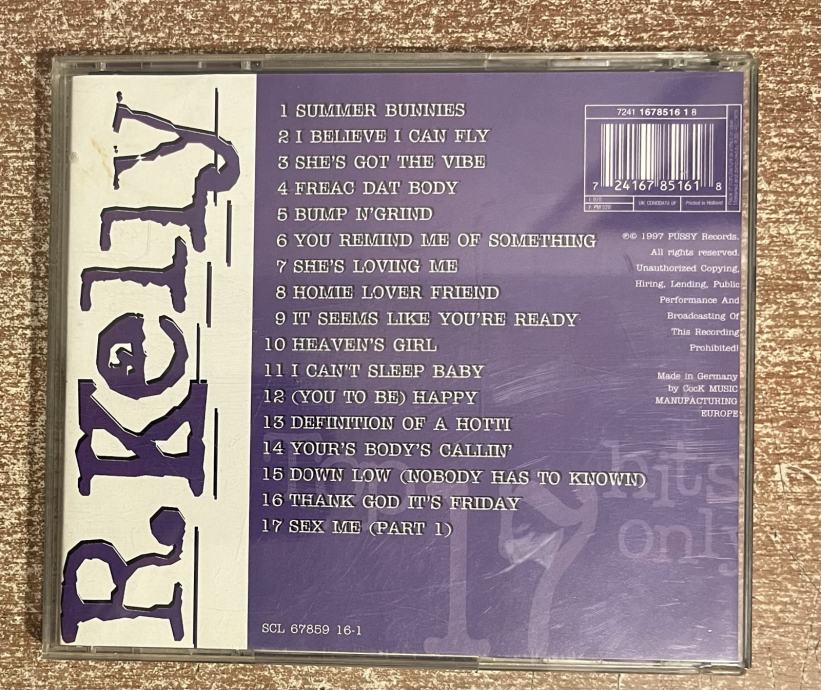 R. Kelly
1 SUMMER BUNNIES
2 I BELIEVE I CAN FLY
3 SHE'S GOT THE VIBE
4 FREAC DAT BODY
5 BUMP N'GRIND
6 YOU REMIND ME OF SOMETHING
7 SHE'S LOVING ME
8 HOMIE LOVER FRIEND
9 IT SEEMS LIKE YOU'RE READY
10 HEAVEN'S GIRL
11 I CAN'T SLEEP BABY
12 (YOU TO BE) HAPPY
13 DEFINITION OF A HOTTI
14 YOUR'S BODY'S CALLIN'
15 DOWN LOW (NOBODY HAS TO KNOWN)
16 THANK GOD IT'S FRIDAY
17 SEX ME (PART 1)
SCL 67859 16-1
7241 1678516 1 8
7 24167 85161 8
Printed in Holland
℗© 1997 PUSSY Records.
All rights reserved.
Unauthorized Copying,
Hiring, Lending, Public
Performance And
Broadcasting Of
This Recording
Prohibited!
Made in Germany
by CocK MUSIC
MANUFACTURING
EUROPE
17 hits
only